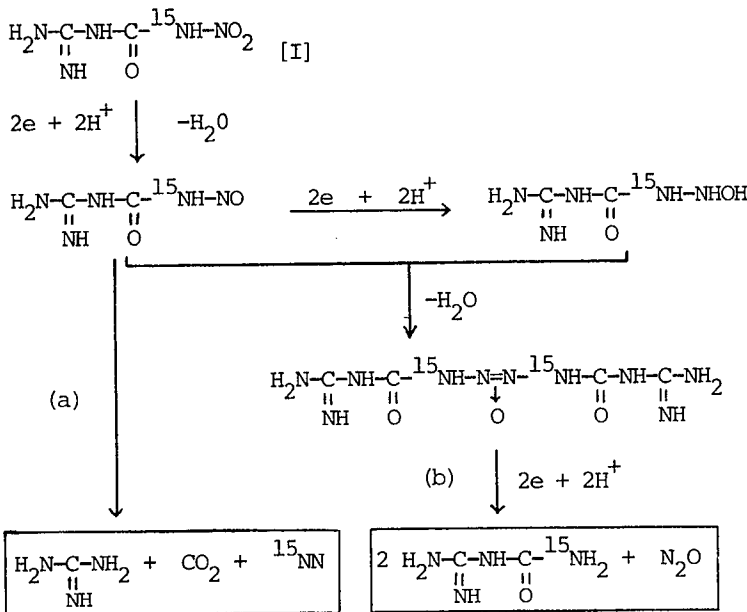 H₂N-C-NH-C-¹⁵NH-NO₂ [I]
NH O
2e + 2H⁺ -H₂O
H₂N-C-NH-C-¹⁵NH-NO 2e + 2H⁺ H₂N-C-NH-C-¹⁵NH-NHOH
NH O NH O
-H₂O
H₂N-C-NH-C-¹⁵NH-N=N-¹⁵NH-C-NH-C-NH₂
NH O O O NH
(a)
(b) 2e + 2H⁺
H₂N-C-NH₂ + CO₂ + ¹⁵NN
NH
2 H₂N-C-NH-C-¹⁵NH₂ + N₂O
NH O